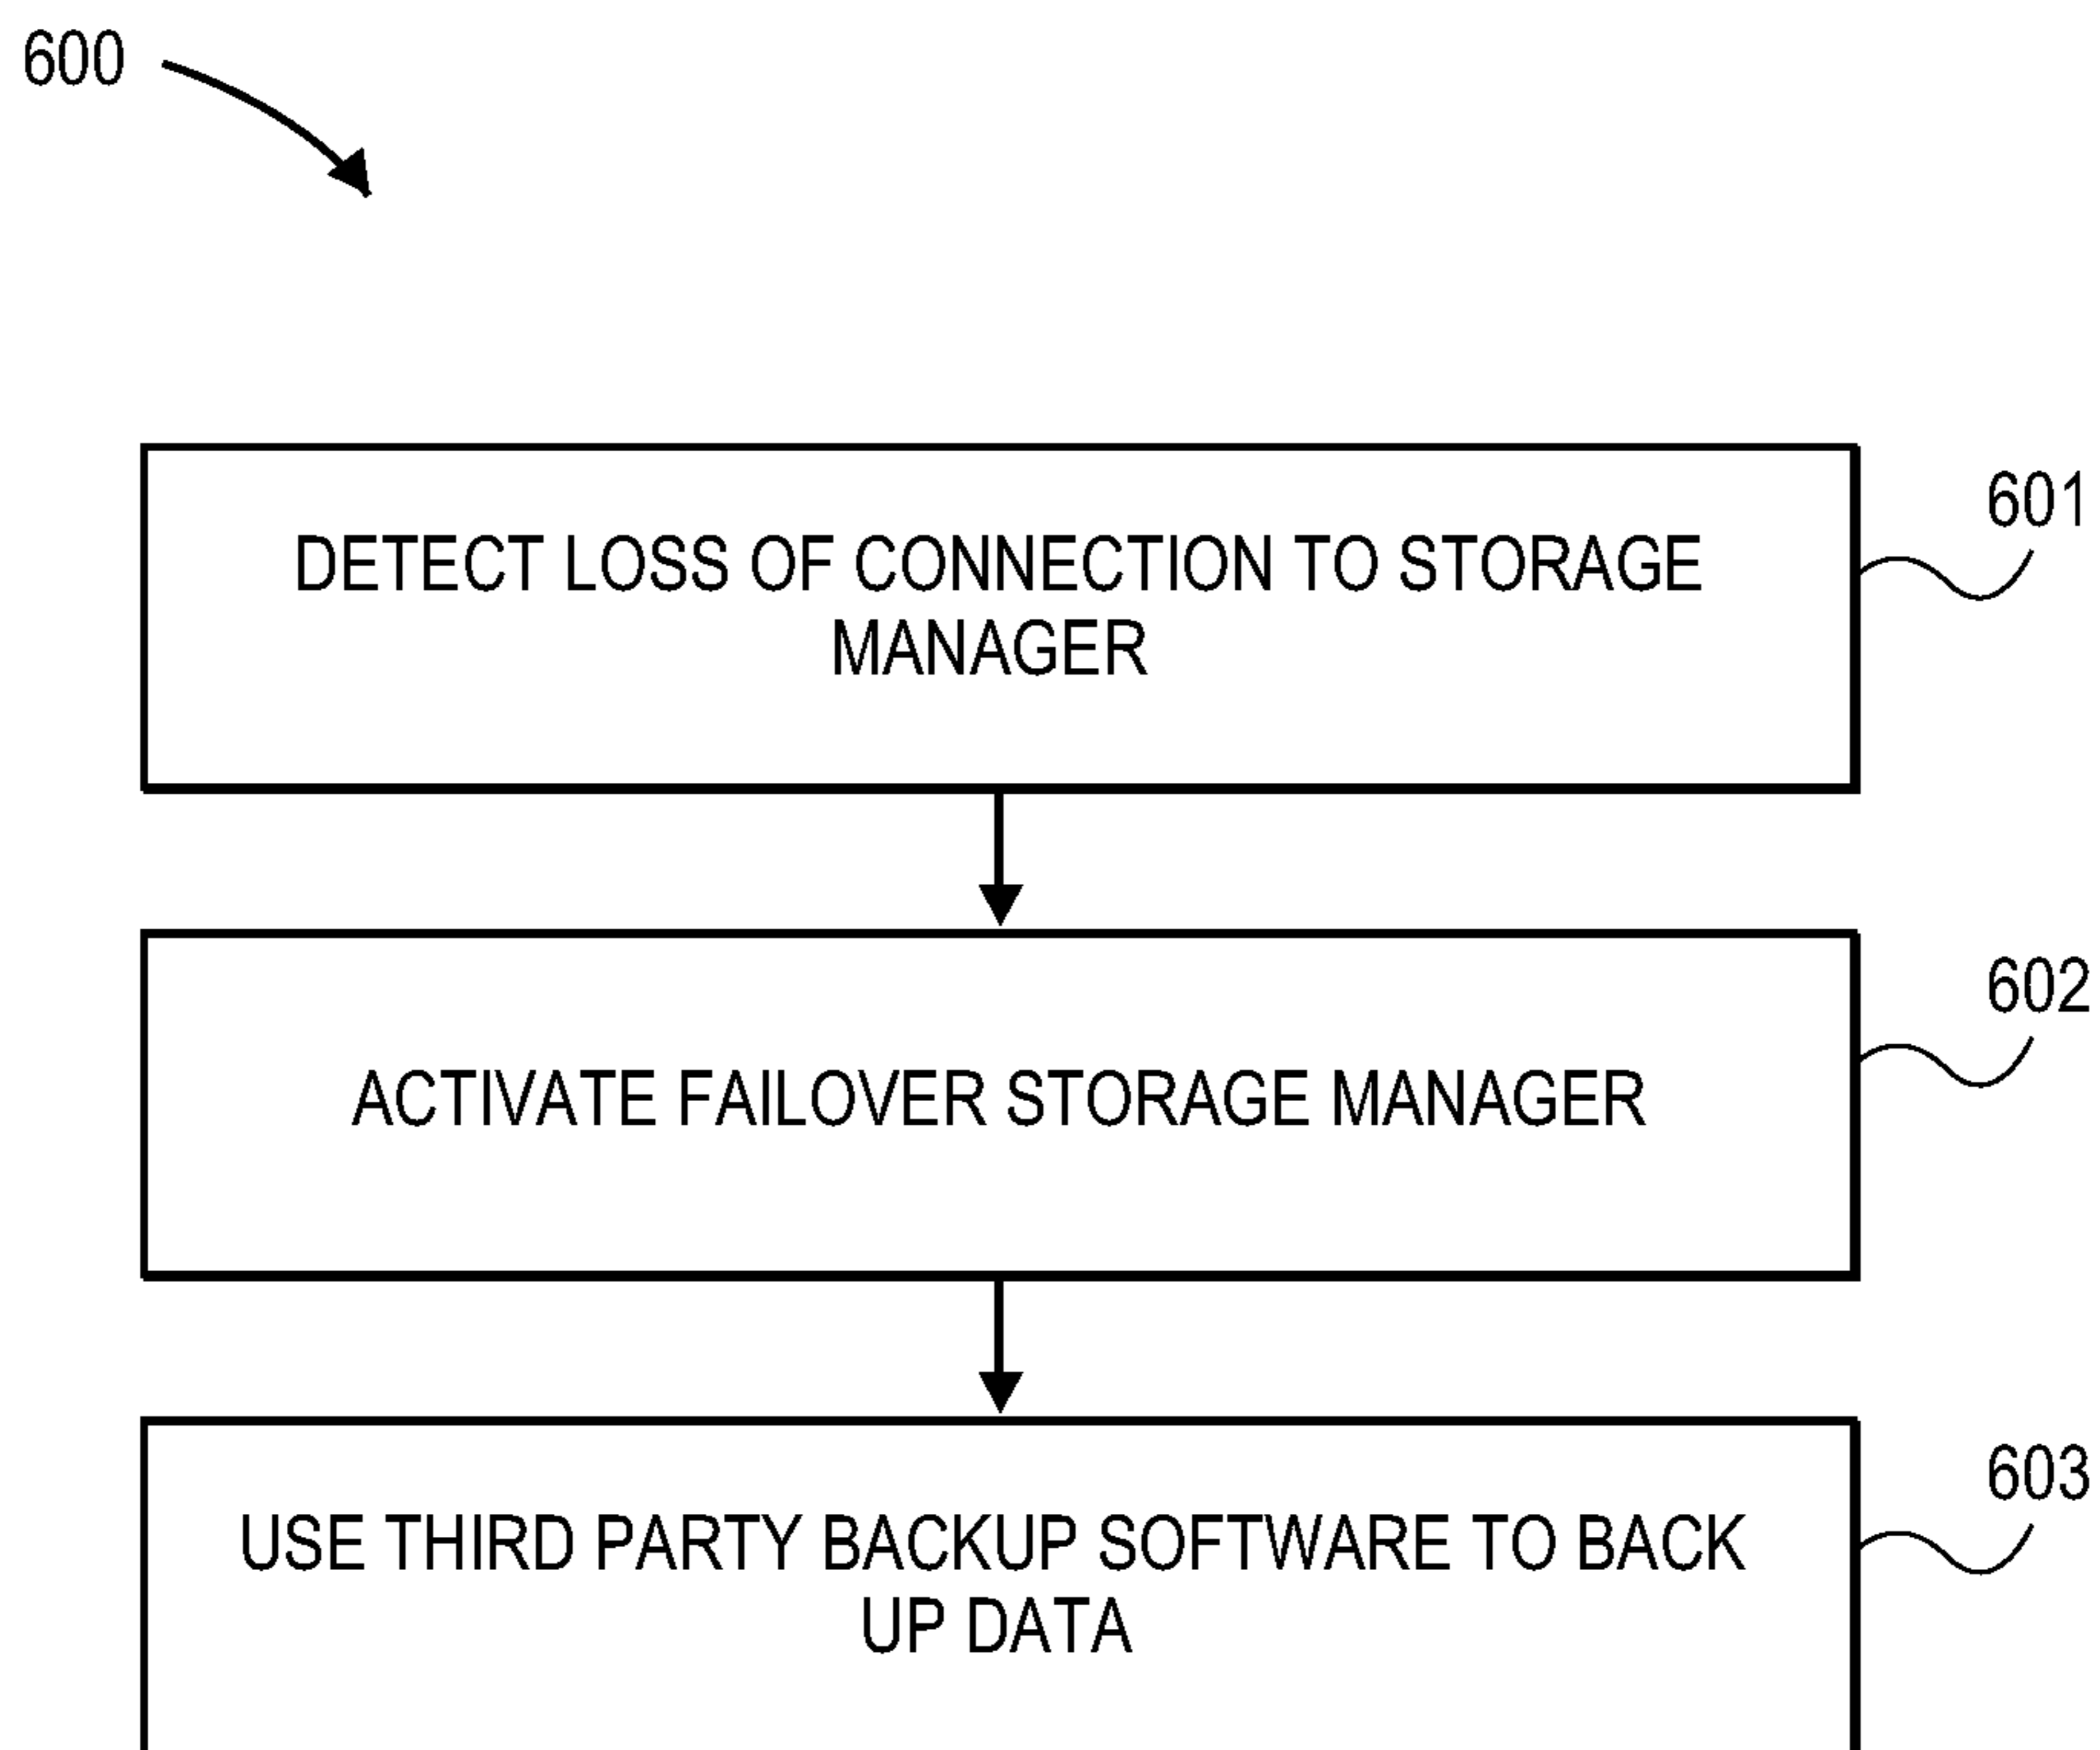 600
601
DETECT LOSS OF CONNECTION TO STORAGE
MANAGER
602
ACTIVATE FAILOVER STORAGE MANAGER
603
USE THIRD PARTY BACKUP SOFTWARE TO BACK
UP DATA